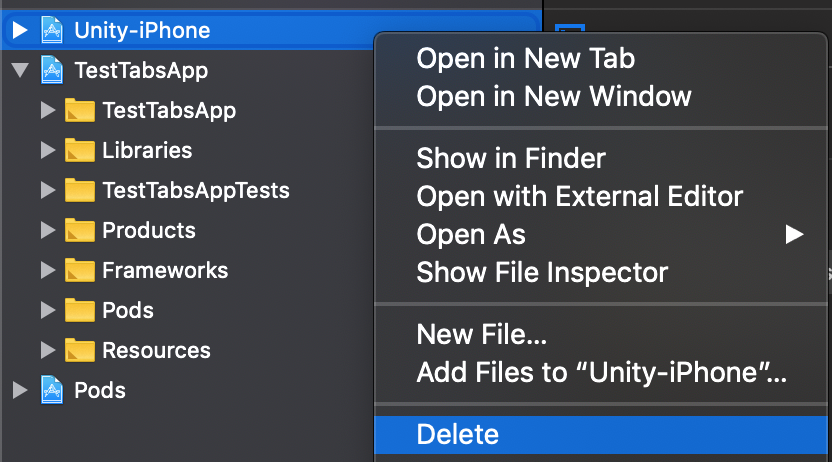 Unity-iPhone
TestTabsApp
TestTabsApp
Libraries
TestTabsAppTests
Products
Frameworks
Pods
Resources
Pods
Open in New Tab
Open in New Window
Show in Finder
Open with External Editor
Open As
Show File Inspector
New File...
Add Files to “Unity-iPhone”...
Delete